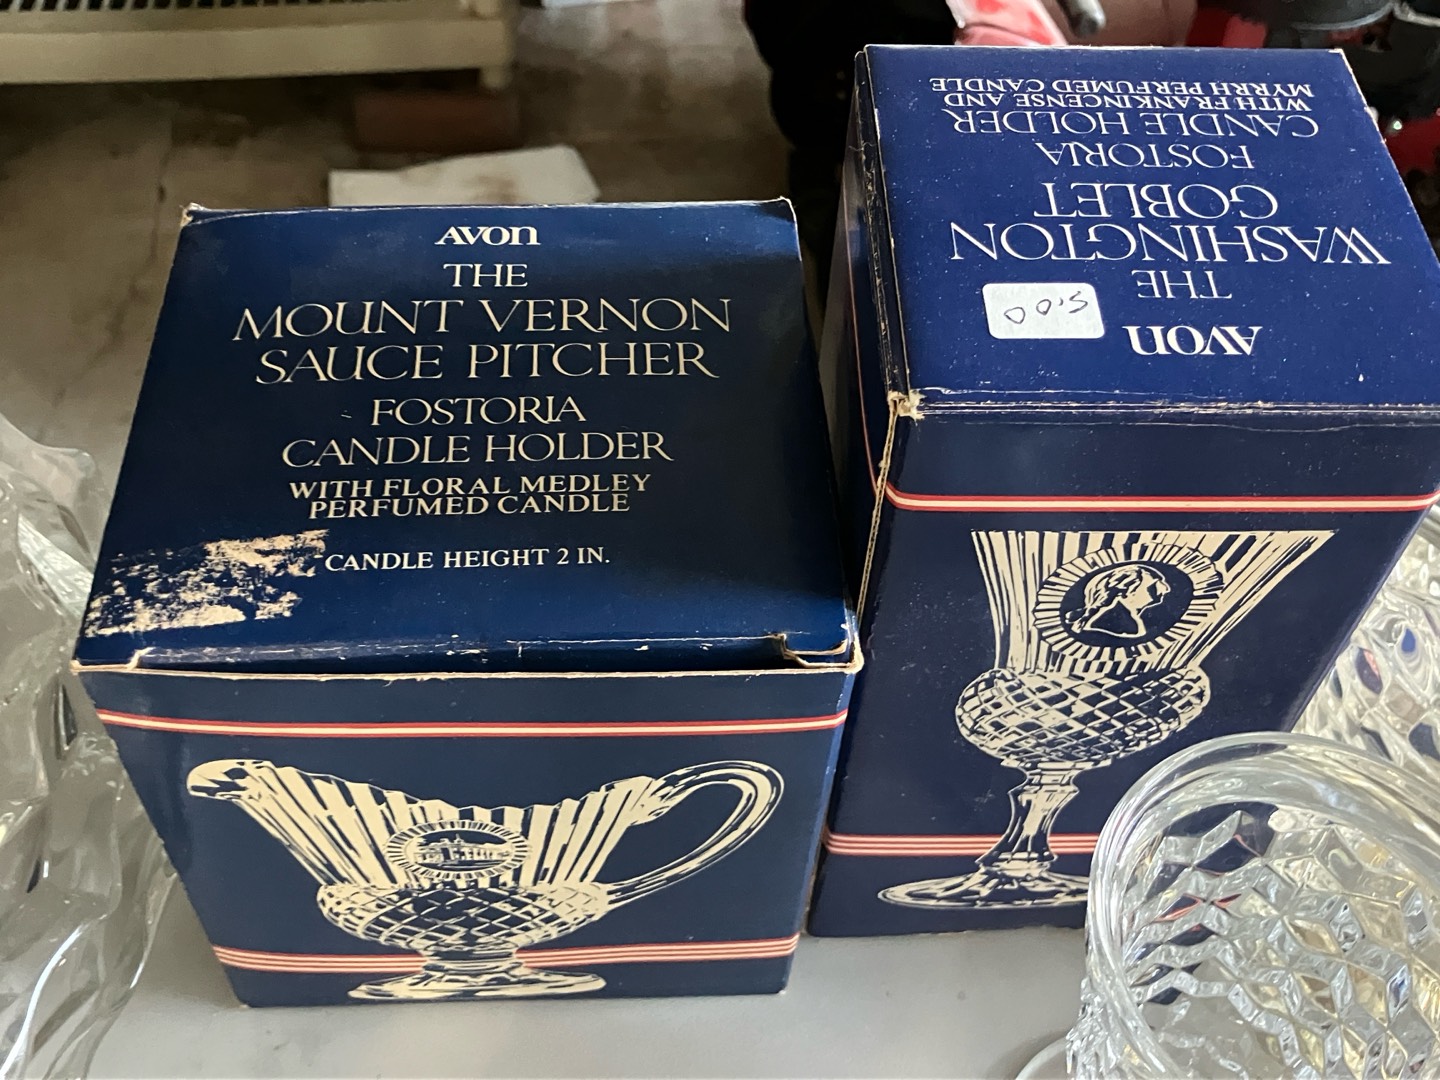 AVON
THE
MOUNT VERNON
SAUCE PITCHER
FOSTORIA
CANDLE HOLDER
WITH FLORAL MEDLEY
PERFUMED CANDLE
CANDLE HEIGHT 2 IN.
AVON
THE
WASHINGTON
GOBLET
FOSTORIA
CANDLE HOLDER
WITH FRANKINCENSE AND
MYRRH PERFUMED CANDLE
5.00